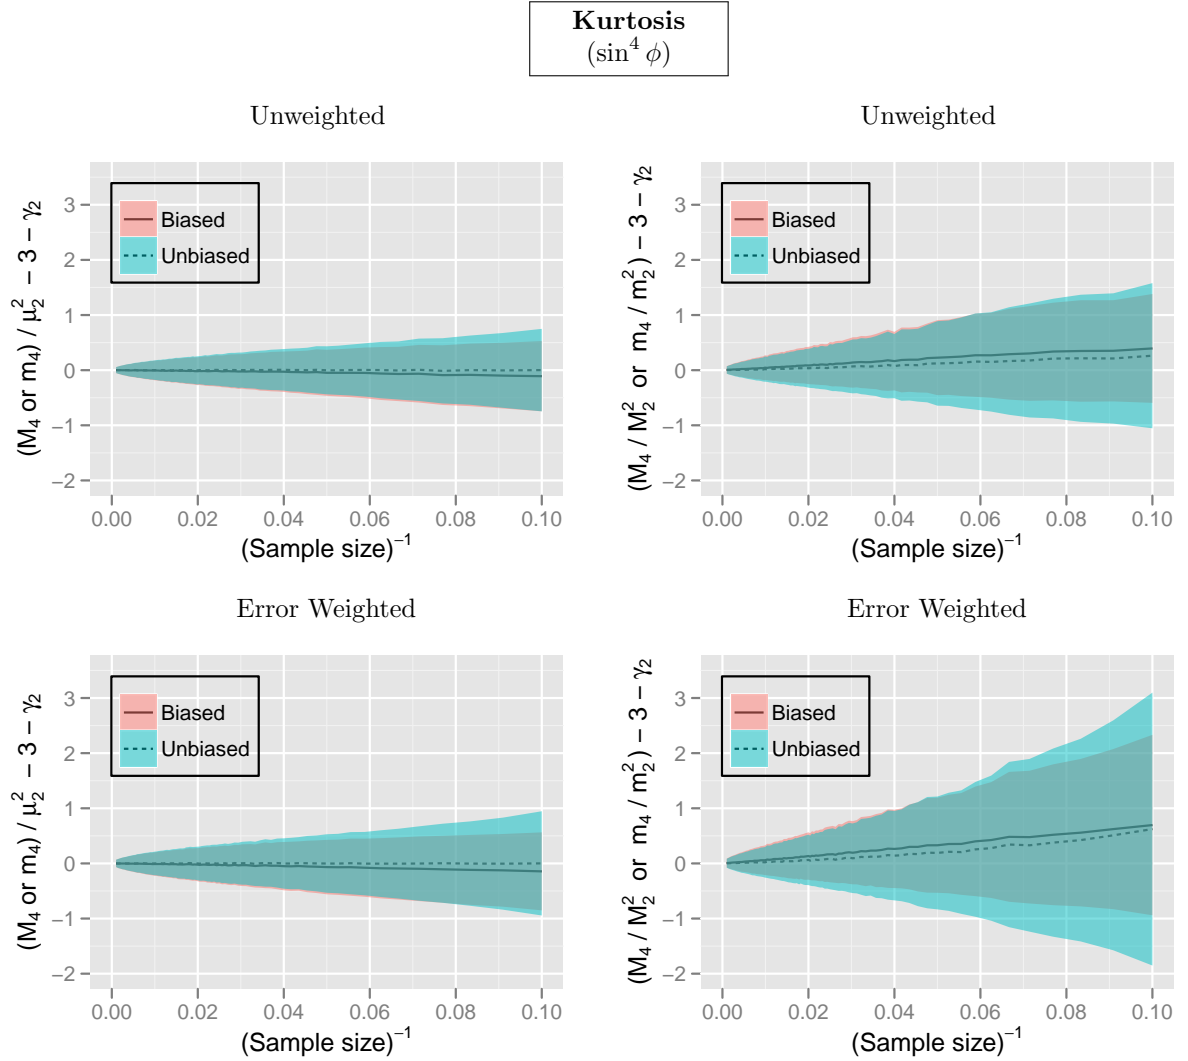 Kurtosis
(sin⁴ ϕ)
Unweighted
(M₄ or m₄) / μ₂² − 3 − γ₂
3
2
1
0
−1
−2
Biased
Unbiased
0.00 0.02 0.04 0.06 0.08 0.10
(Sample size)⁻¹
Unweighted
(M₄ / M₂² or m₄ / m₂²) − 3 − γ₂
3
2
1
0
−1
−2
Biased
Unbiased
0.00 0.02 0.04 0.06 0.08 0.10
(Sample size)⁻¹
Error Weighted
(M₄ or m₄) / μ₂² − 3 − γ₂
3
2
1
0
−1
−2
Biased
Unbiased
0.00 0.02 0.04 0.06 0.08 0.10
(Sample size)⁻¹
Error Weighted
(M₄ / M₂² or m₄ / m₂²) − 3 − γ₂
3
2
1
0
−1
−2
Biased
Unbiased
0.00 0.02 0.04 0.06 0.08 0.10
(Sample size)⁻¹